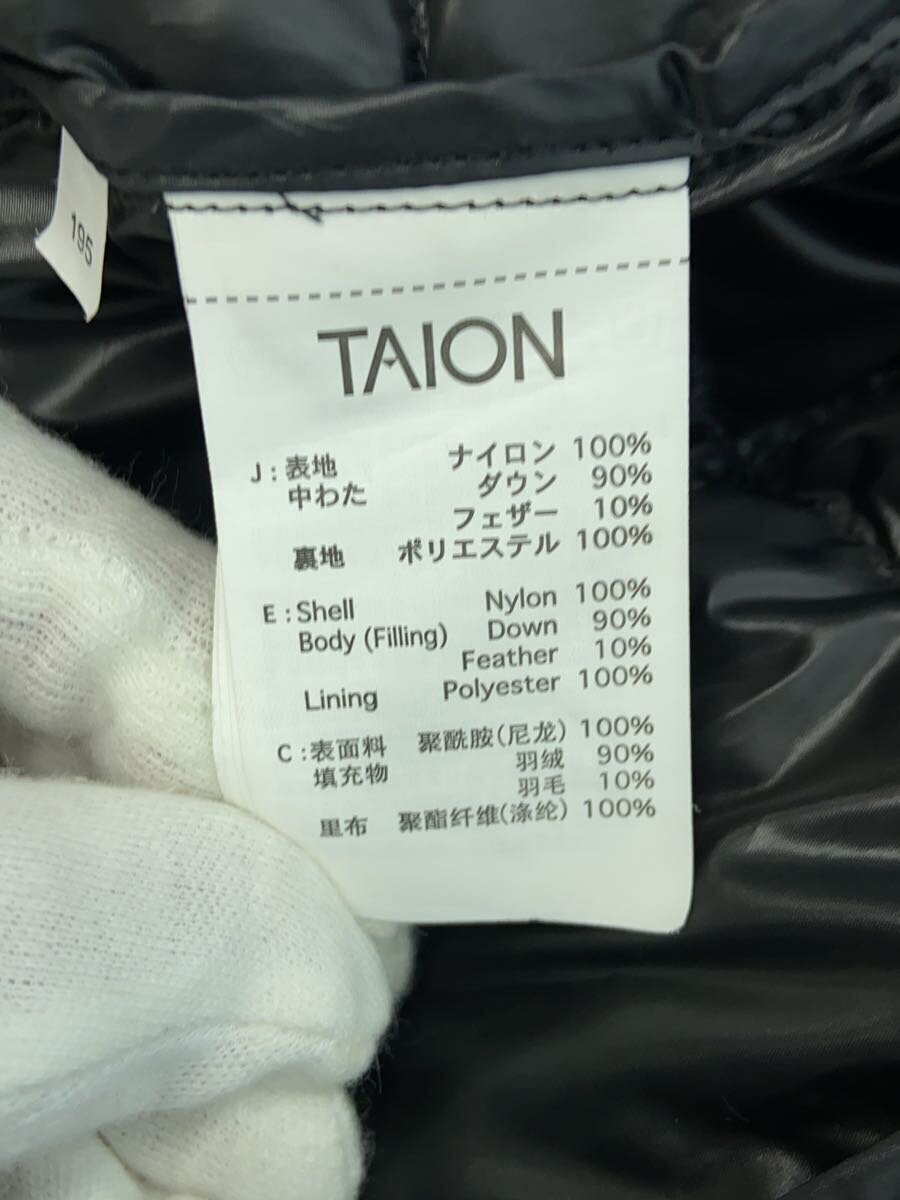 195
TAION
J : 表地 ナイロン 100%
中わた ダウン 90%
フェザー 10%
裏地 ポリエステル 100%
E : Shell Nylon 100%
Body (Filling) Down 90%
Feather 10%
Lining Polyester 100%
C : 表面料 聚酰胺(尼龙) 100%
填充物 羽绒 90%
羽毛 10%
里布 聚酯纤维(涤纶) 100%